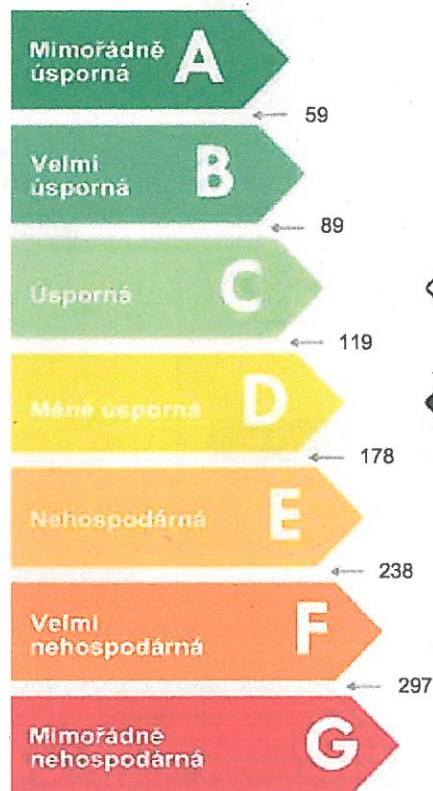 Mimořádně
úsporná
A
59
Velmi
úsporná
B
89
Úsporná
C
119
Méně úsporná
D
178
Nehospodárná
E
238
Velmi
nehospodárná
F
297
Mimořádně
nehospodárná
G